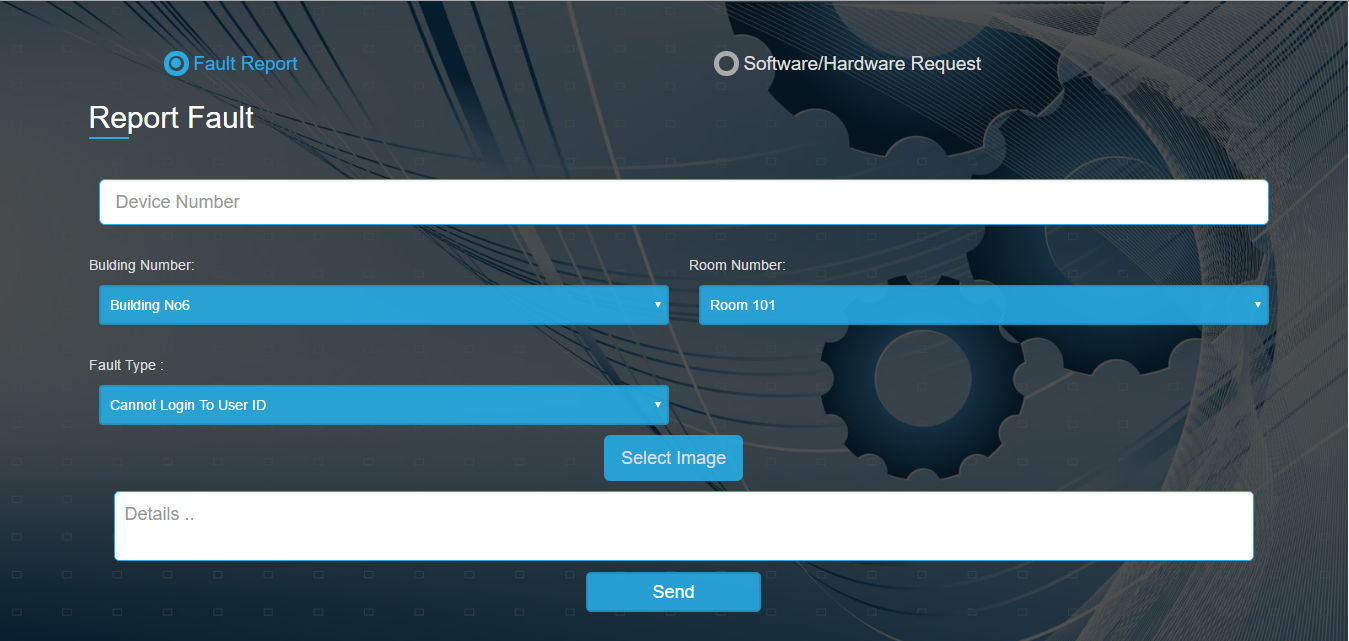 Fault Report
Software/Hardware Request
Report Fault
Device Number
Bulding Number:
Room Number:
Building No6
Room 101
Fault Type :
Cannot Login To User ID
Select Image
Details ..
Send